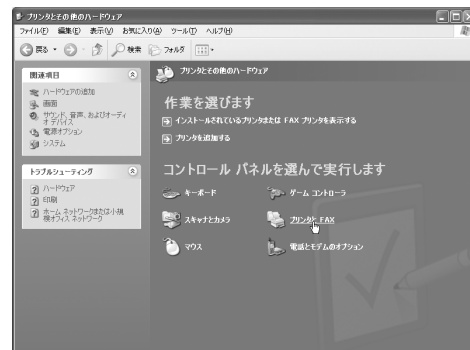 プリンタとその他のハードウェア
ファイル(F) 編集(E) 表示(V) お気に入り(A) ツール(T) ヘルプ(H)
戻る 検索 フォルダ
関連項目
ハードウェアの追加
画面
サウンド、音声、およびオーディ
オ デバイス
電源オプション
システム
トラブルシューティング
ハードウェア
印刷
ホーム ネットワークまたは小規
模オフィス ネットワーク
プリンタとその他のハードウェア
作業を選びます
インストールされているプリンタまたは FAX プリンタを表示する
プリンタを追加する
コントロール パネルを選んで実行します
キーボード ゲーム コントローラ
スキャナとカメラ プリンタと FAX
マウス 電話とモデムのオプション